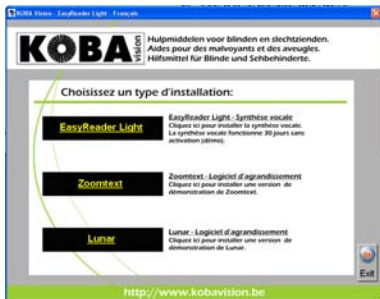 KOBA Vision - EasyReader Light - Français
KOBA vision
Hulpmiddelen voor blinden en slechtzienden.
Aides pour des malvoyants et des aveugles.
Hilfsmittel für Blinde und Sehbehinderte.
Choisissez un type d'installation:
EasyReader Light
EasyReader Light - Synthèse vocale
Cliquez ici pour installer la synthèse vocale.
La synthèse vocale fonctionne 30 jours sans
activation (démo).
Zoomtext
Zoomtext - Logiciel d'agrandissement
Cliquez ici pour installer une version de
démonstration de Zoomtext.
Lunar
Lunar - Logiciel d'agrandissement
Cliquez ici pour installer une version de
démonstration de Lunar.
Exit
http://www.kobavision.be